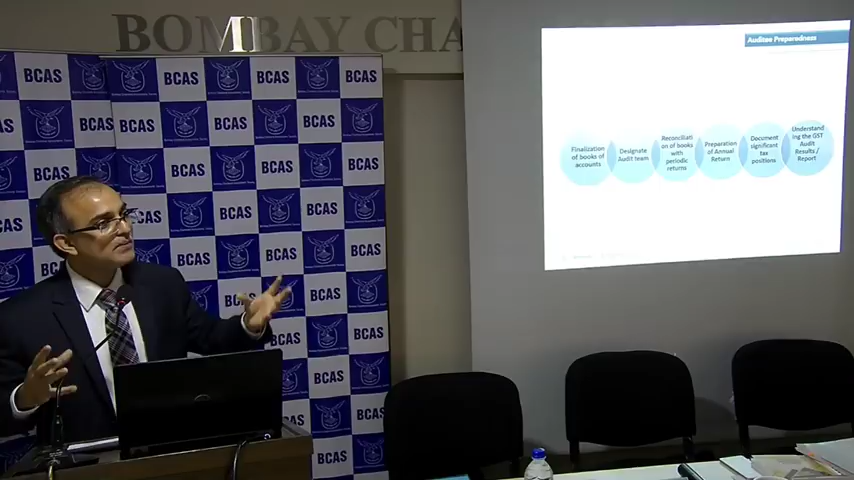 BOMBAY CHA
BCAS
Auditee Preparedness
Finalization
of books of
accounts
Designate
Audit team
Reconciliati
on of books
with
periodic
returns
Preparation
of Annual
Return
Document
significant
tax
positions
Understand
ing the GST
Audit
Results /
Report